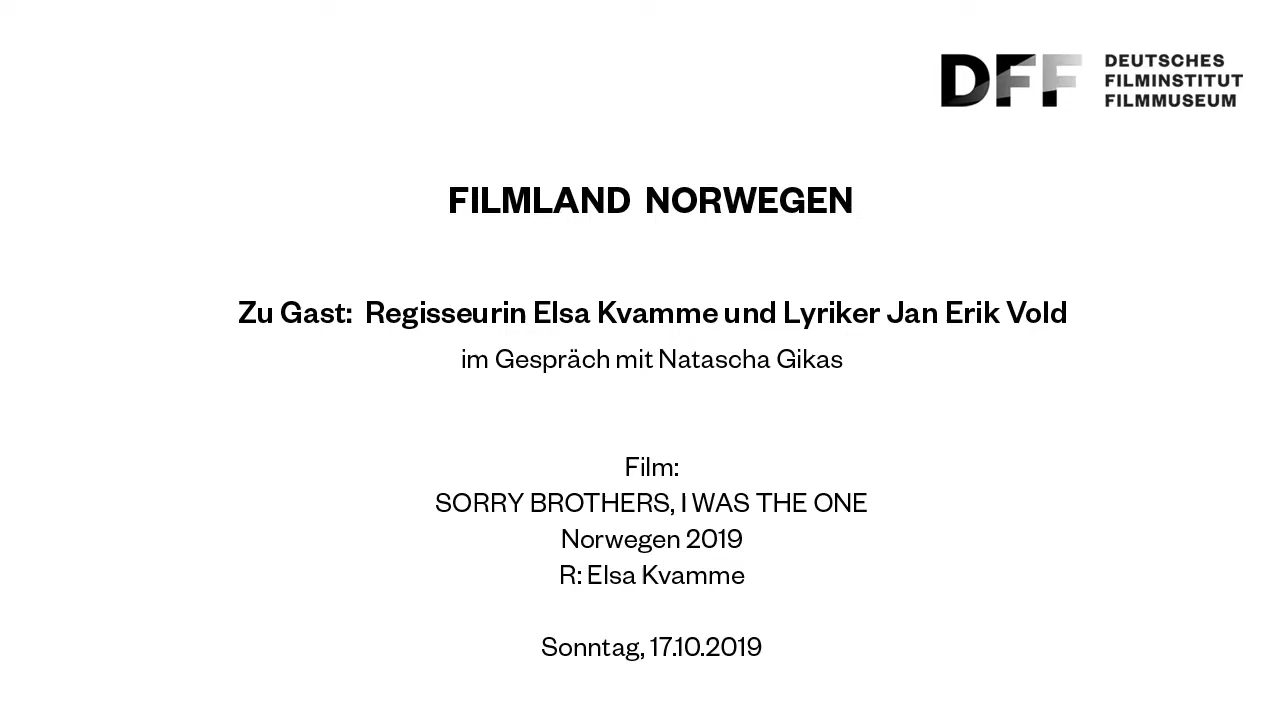 DFF
DEUTSCHES
FILMINSTITUT
FILMMUSEUM
FILMLAND NORWEGEN
Zu Gast: Regisseurin Elsa Kvamme und Lyriker Jan Erik Vold
im Gespräch mit Natascha Gikas
Film:
SORRY BROTHERS, I WAS THE ONE
Norwegen 2019
R: Elsa Kvamme
Sonntag, 17.10.2019